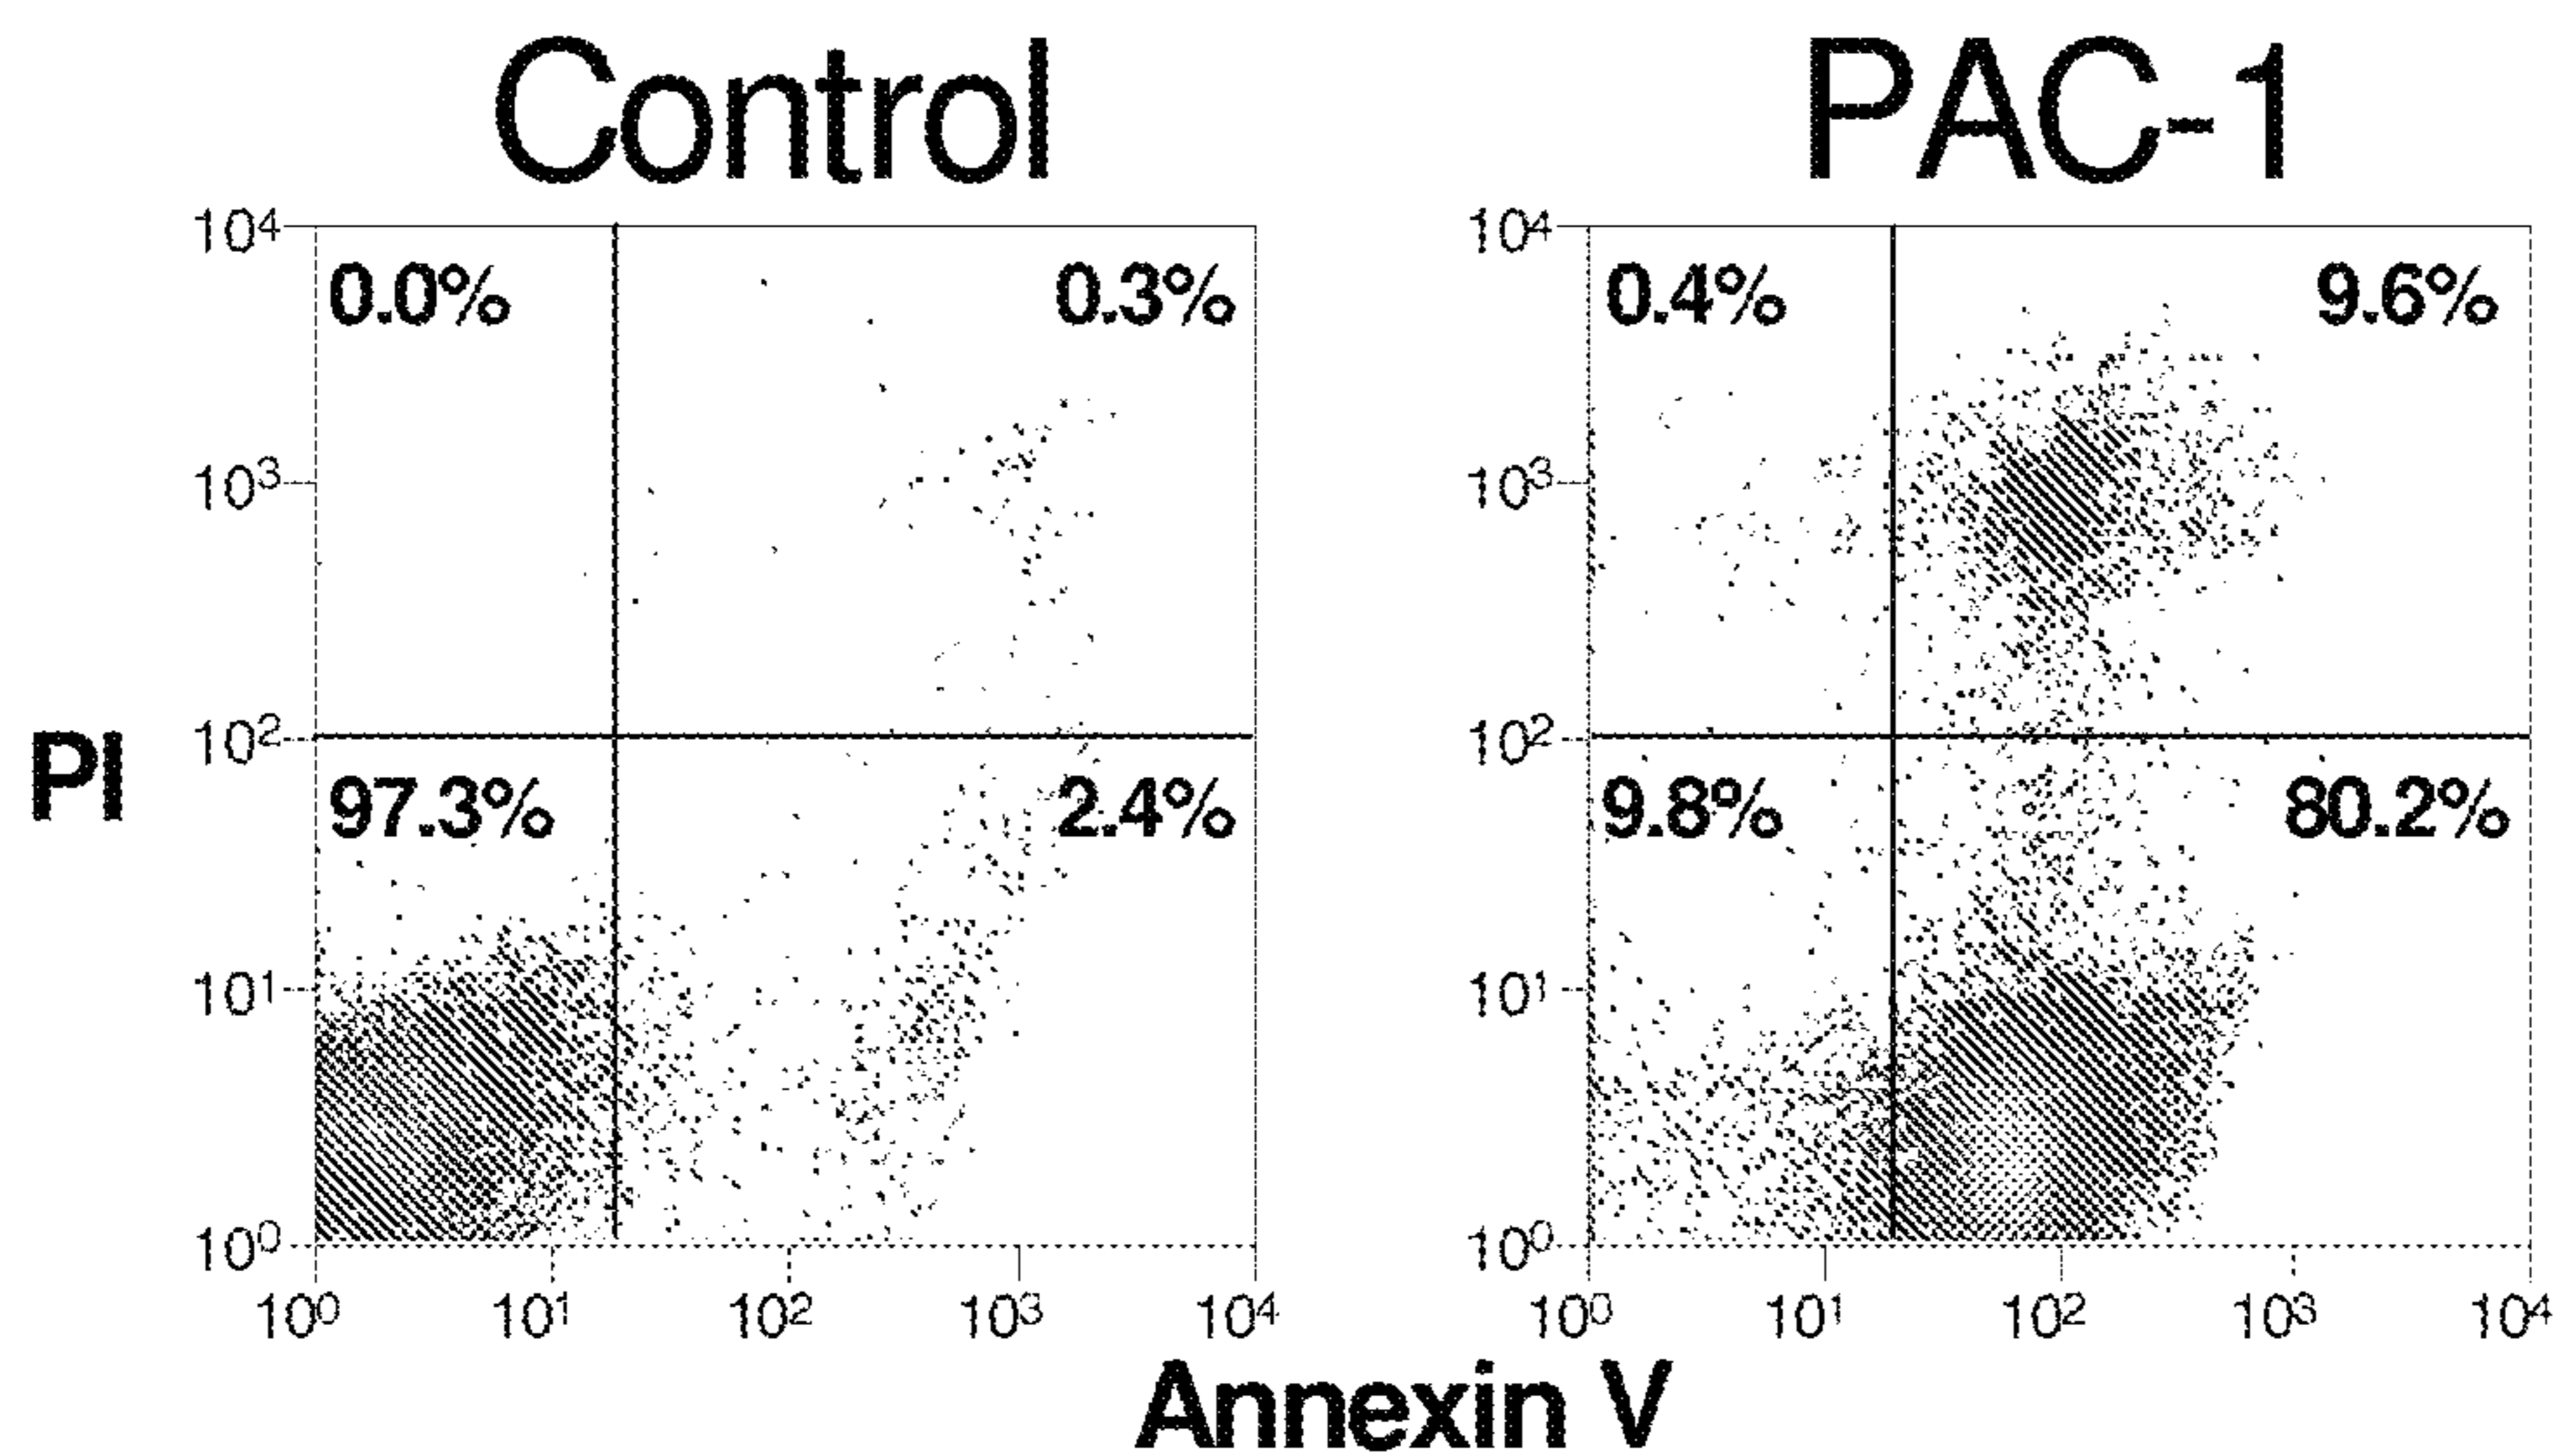 Control PAC-1
10⁴ 0.0% 0.3% 10⁴ 0.4% 9.6%
10³ 10³
PI 10² 10²
97.3% 2.4% 9.8% 80.2%
10¹ 10¹
10⁰ 10⁰
10⁰ 10¹ 10² 10³ 10⁴ 10⁰ 10¹ 10² 10³ 10⁴
Annexin V